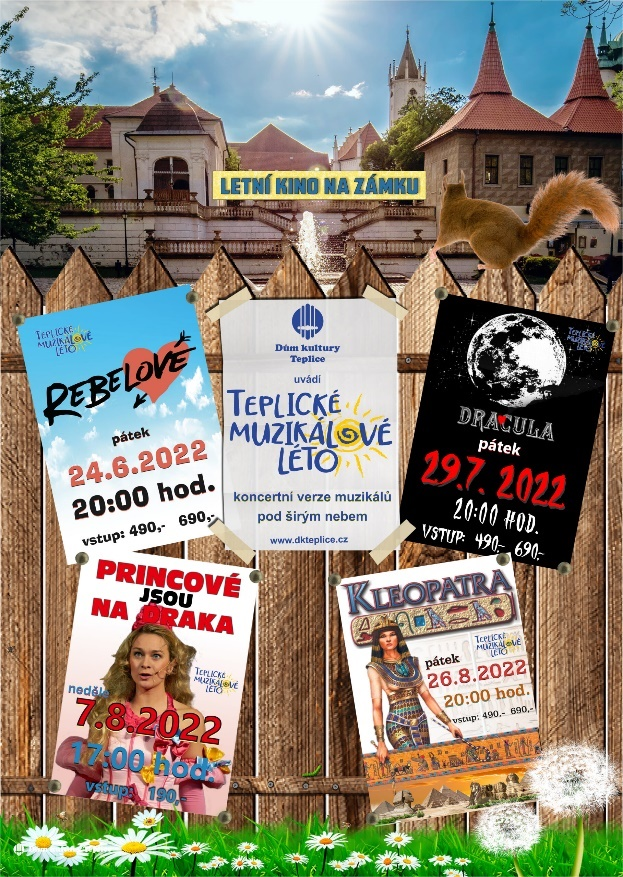 LETNÍ KINO NA ZÁMKU
TEPLICKÉ
MUZIKÁLOVÉ
LÉTO
REBELOVÉ
pátek
24.6.2022
20:00 hod.
vstup: 490,- 690,-
Dům kultury
Teplice
uvádí
TEPLICKÉ
MUZIKÁLOVÉ
LÉTO
koncertní verze muzikálů
pod širým nebem
www.dkteplice.cz
TEPLICKÉ
MUZIKÁLOVÉ
LÉTO
DRACULA
pátek
29.7. 2022
20:00 HOD.
VSTUP: 490,- 690,-
PRINCOVÉ
JSOU
NA DRAKA
TEPLICKÉ
MUZIKÁLOVÉ
LÉTO
neděle
7.8.2022
17:00 hod.
vstup: 190,-
KLEOPATRA
TEPLICKÉ
MUZIKÁLOVÉ
LÉTO
pátek
26.8.2022
20:00 hod.
vstup: 490,- 690,-